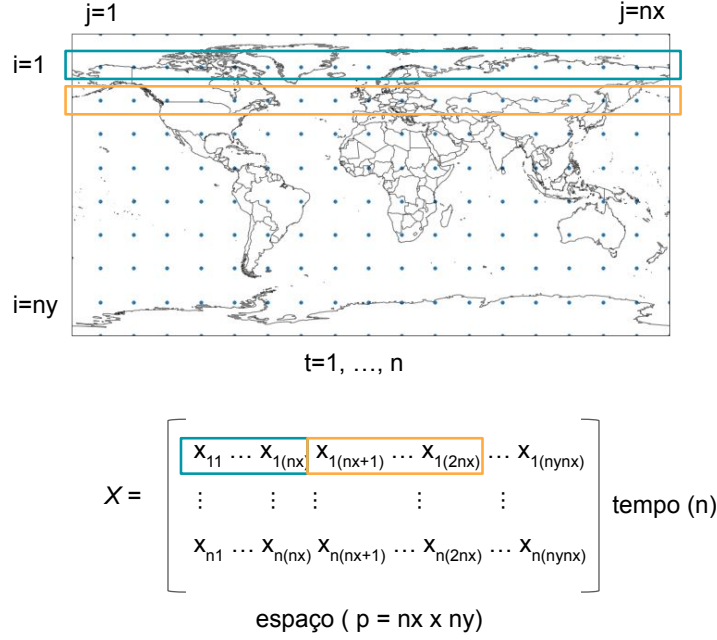 j=1 j=nx
i=1
i=ny
t=1, …, n
x₁₁ … x₁₍ₙₓ₎ x₁₍ₙₓ₊₁₎ … x₁₍₂ₙₓ₎ … x₁₍ₙyₙₓ₎
X = ⋮ ⋮ ⋮ ⋮ ⋮ tempo (n)
xₙ₁ … xₙ₍ₙₓ₎ xₙ₍ₙₓ₊₁₎ … xₙ₍₂ₙₓ₎ … xₙ₍ₙyₙₓ₎
espaço ( p = nx x ny)